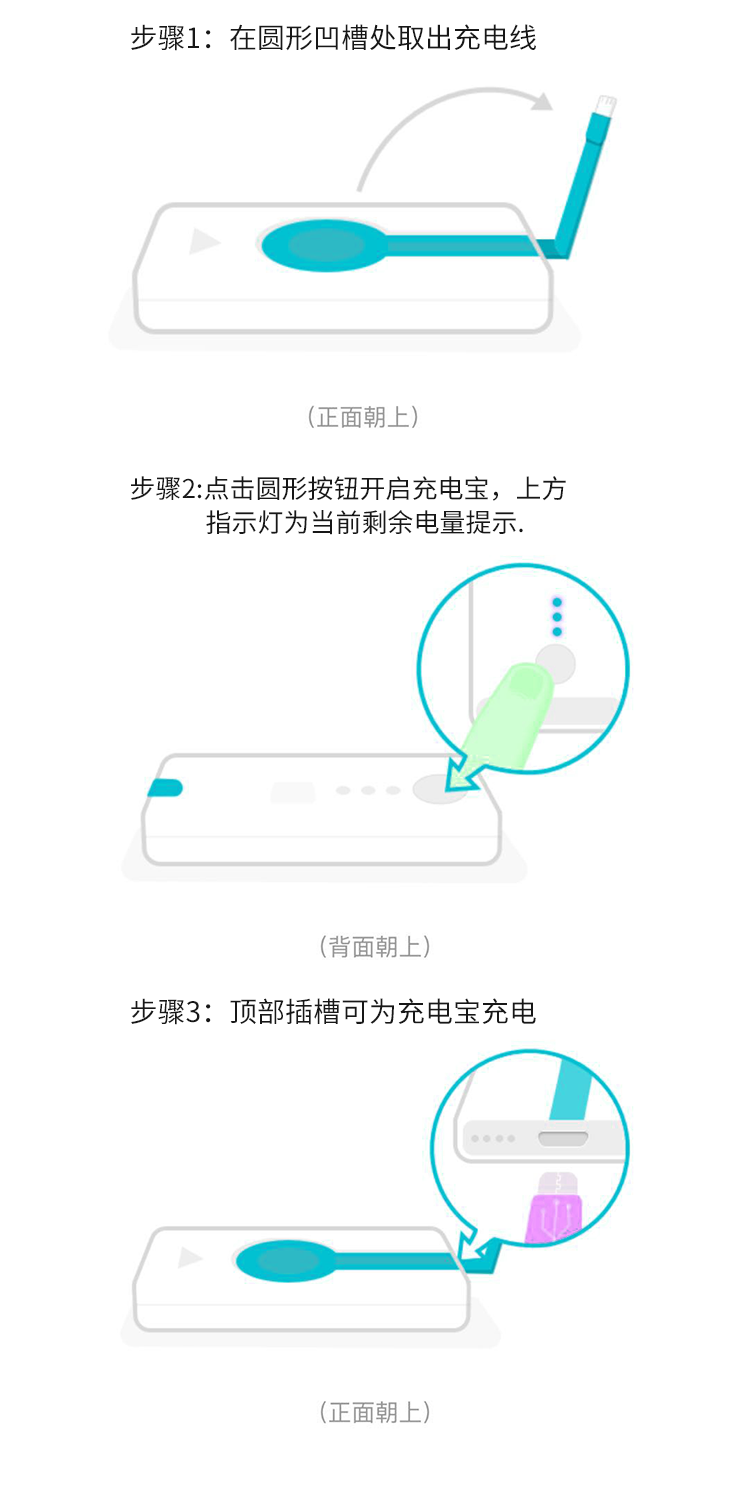 步骤1：在圆形凹槽处取出充电线
（正面朝上）
步骤2:点击圆形按钮开启充电宝，上方
指示灯为当前剩余电量提示.
（背面朝上）
步骤3：顶部插槽可为充电宝充电
（正面朝上）